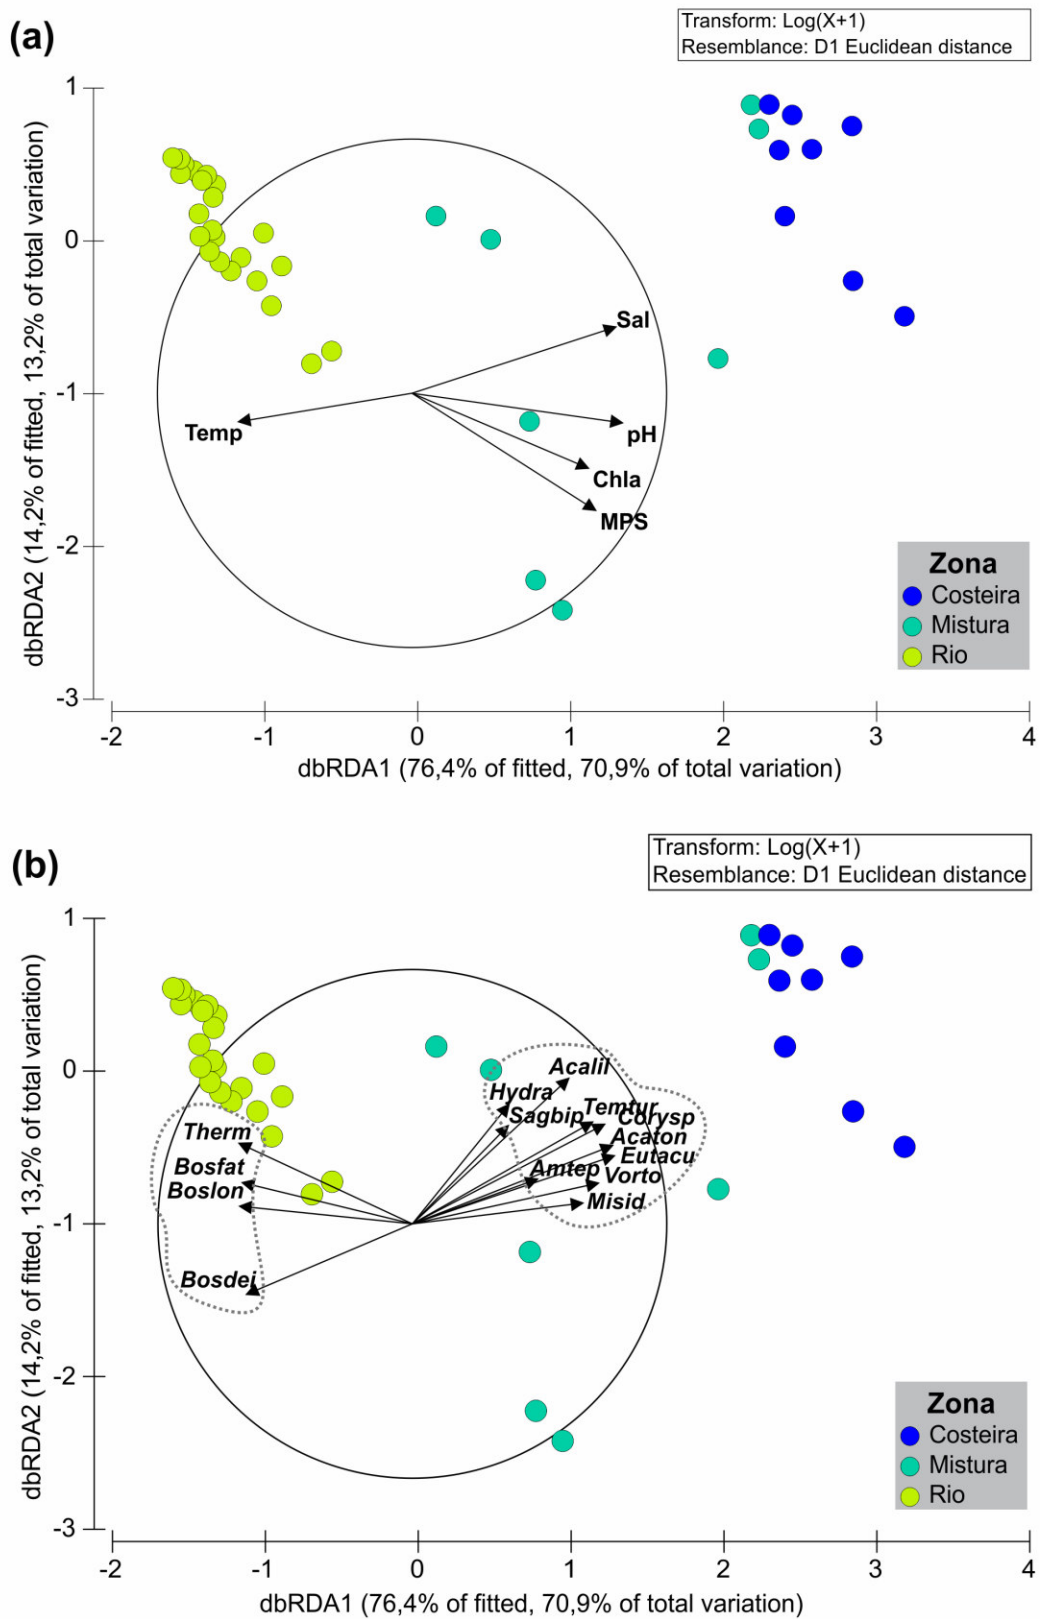 (a)
Transform: Log(X+1)
Resemblance: D1 Euclidean distance
dbRDA2 (14,2% of fitted, 13,2% of total variation)
1
0
-1
-2
-3
Sal
Temp
pH
Chla
MPS
Zona
Costeira
Mistura
Rio
-2
-1
0
1
2
3
4
dbRDA1 (76,4% of fitted, 70,9% of total variation)
(b)
Transform: Log(X+1)
Resemblance: D1 Euclidean distance
dbRDA2 (14,2% of fitted, 13,2% of total variation)
1
0
-1
-2
-3
Acalil
Hydra
Temtur
Sagbip
Corysp
Acaton
Therm
Eutacu
Bosfat
Amtep
Vorto
Boslon
Misid
Bosdei
Zona
Costeira
Mistura
Rio
-2
-1
0
1
2
3
4
dbRDA1 (76,4% of fitted, 70,9% of total variation)